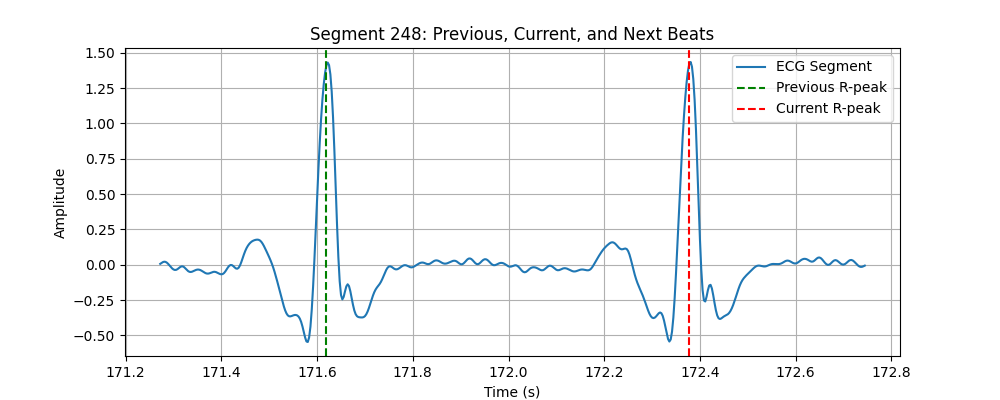 Segment 248: Previous, Current, and Next Beats
1.50
1.25
1.00
0.75
0.50
0.25
0.00
−0.25
−0.50
Amplitude
ECG Segment
Previous R-peak
Current R-peak
171.2 171.4 171.6 171.8 172.0 172.2 172.4 172.6 172.8
Time (s)